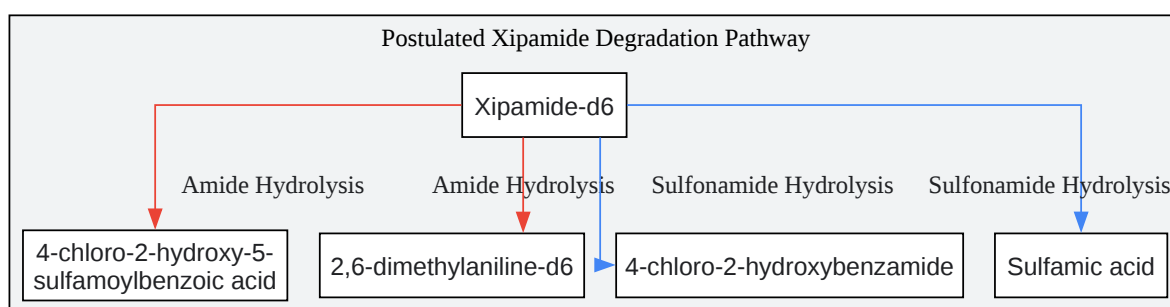 Postulated Xipamide Degradation Pathway
Xipamide-d6
Amide Hydrolysis
Amide Hydrolysis
Sulfonamide Hydrolysis
Sulfonamide Hydrolysis
4-chloro-2-hydroxy-5-
sulfamoylbenzoic acid
2,6-dimethylaniline-d6
4-chloro-2-hydroxybenzamide
Sulfamic acid